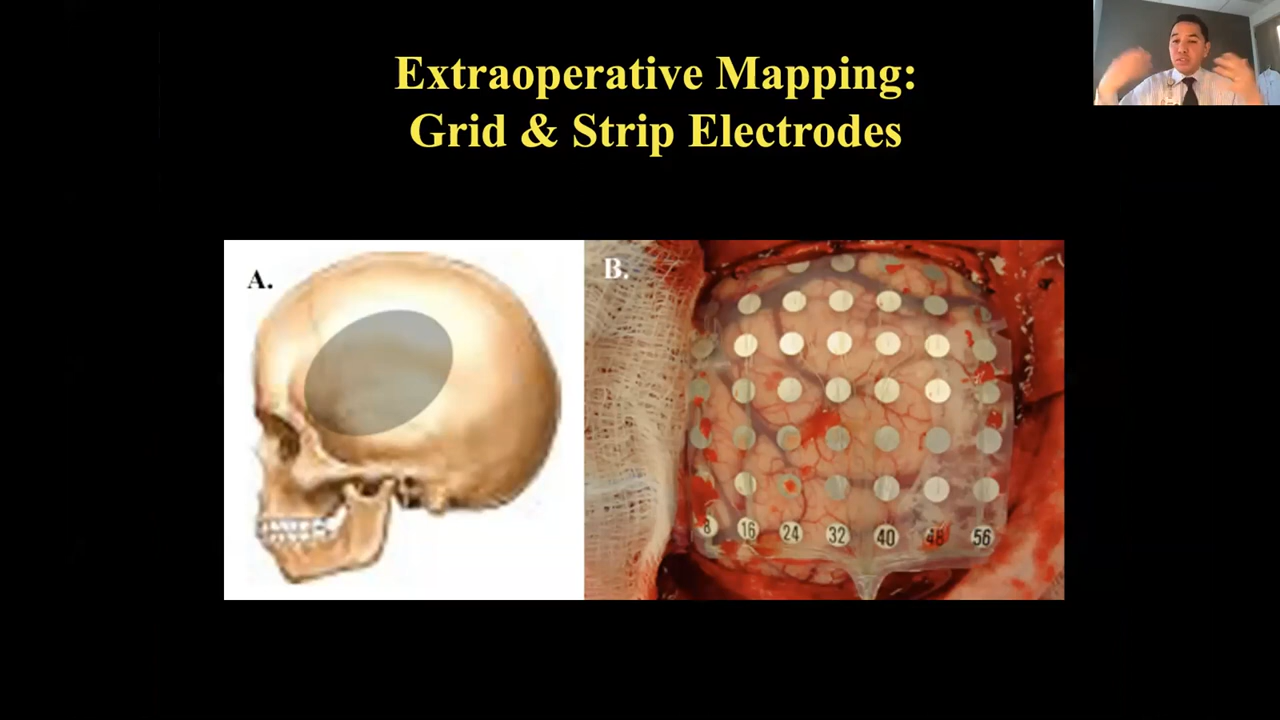 Extraoperative Mapping:
Grid & Strip Electrodes
A.
B.
8 16 24 32 40 48 56